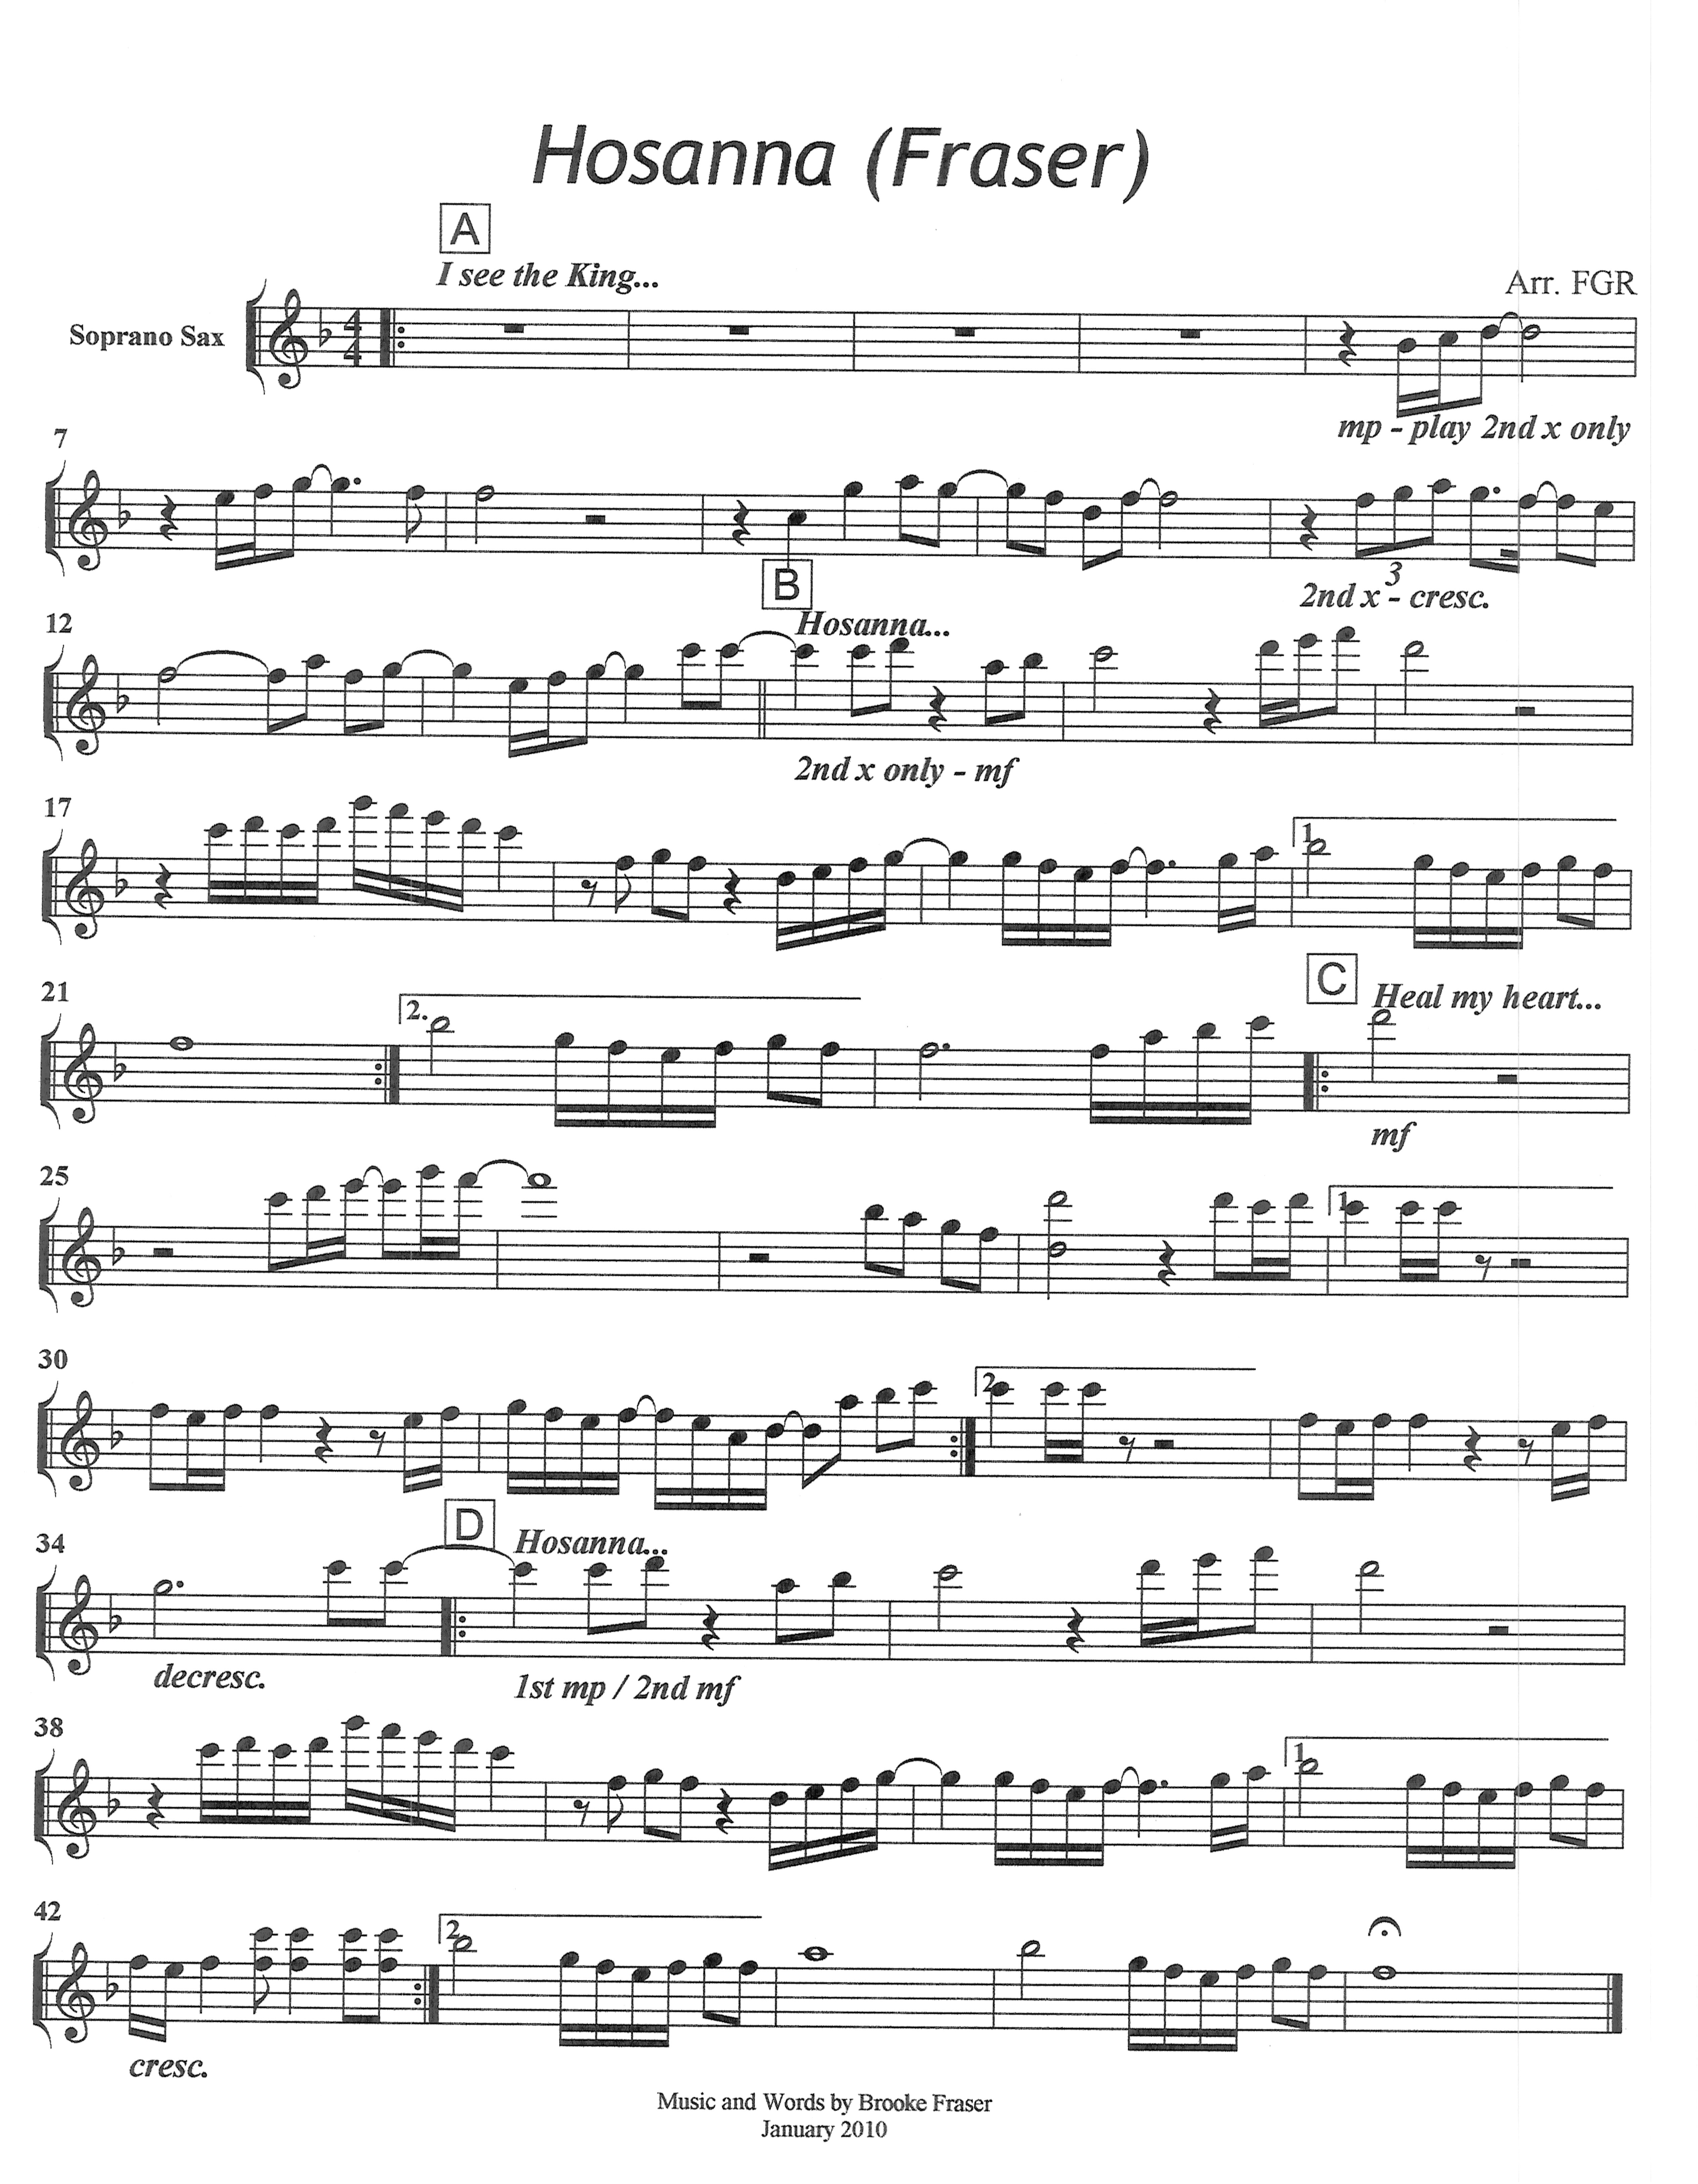 Hosanna (Fraser)
A
I see the King...
Arr. FGR
Soprano Sax
4
4
mp - play 2nd x only
7
3
2nd x - cresc.
B
12
Hosanna...
2nd x only - mf
17
1.
C
21
Heal my heart...
2.
mf
25
1.
30
2.
D
34
Hosanna...
decresc.
1st mp / 2nd mf
38
1.
42
2.
cresc.
Music and Words by Brooke Fraser
January 2010